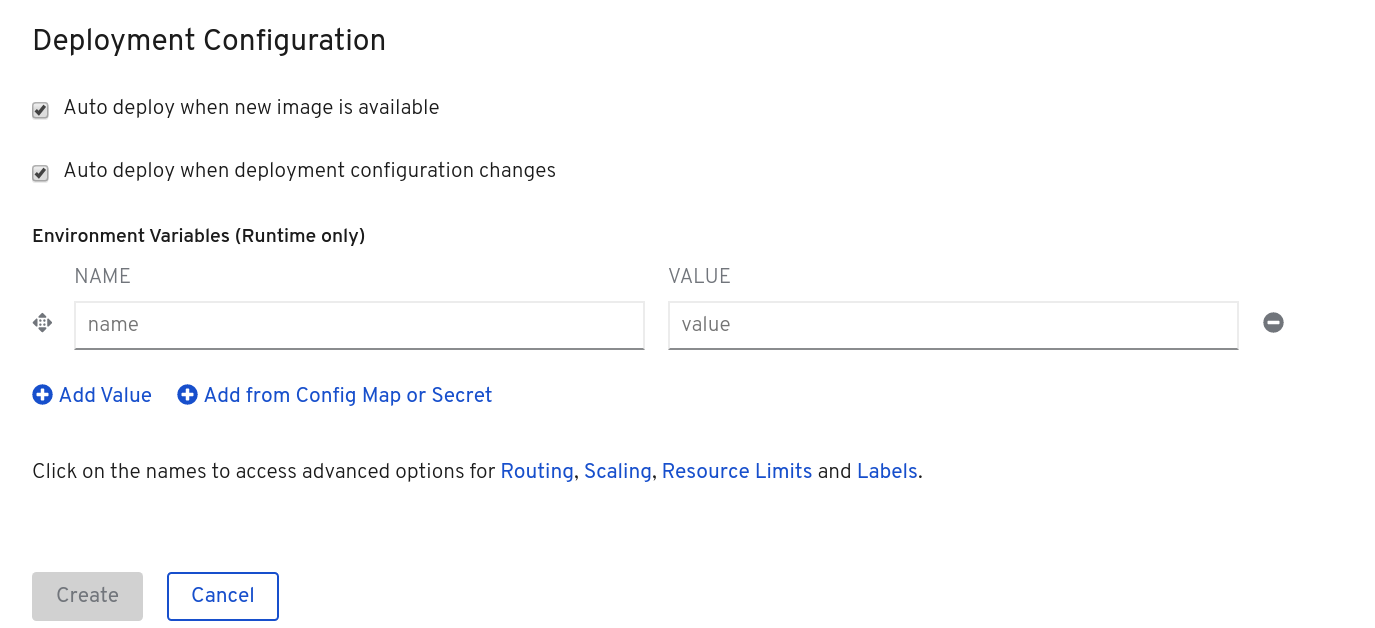 Deployment Configuration
Auto deploy when new image is available
Auto deploy when deployment configuration changes
Environment Variables (Runtime only)
NAME VALUE
name value
Add Value Add from Config Map or Secret
Click on the names to access advanced options for Routing, Scaling, Resource Limits and Labels.
Create Cancel